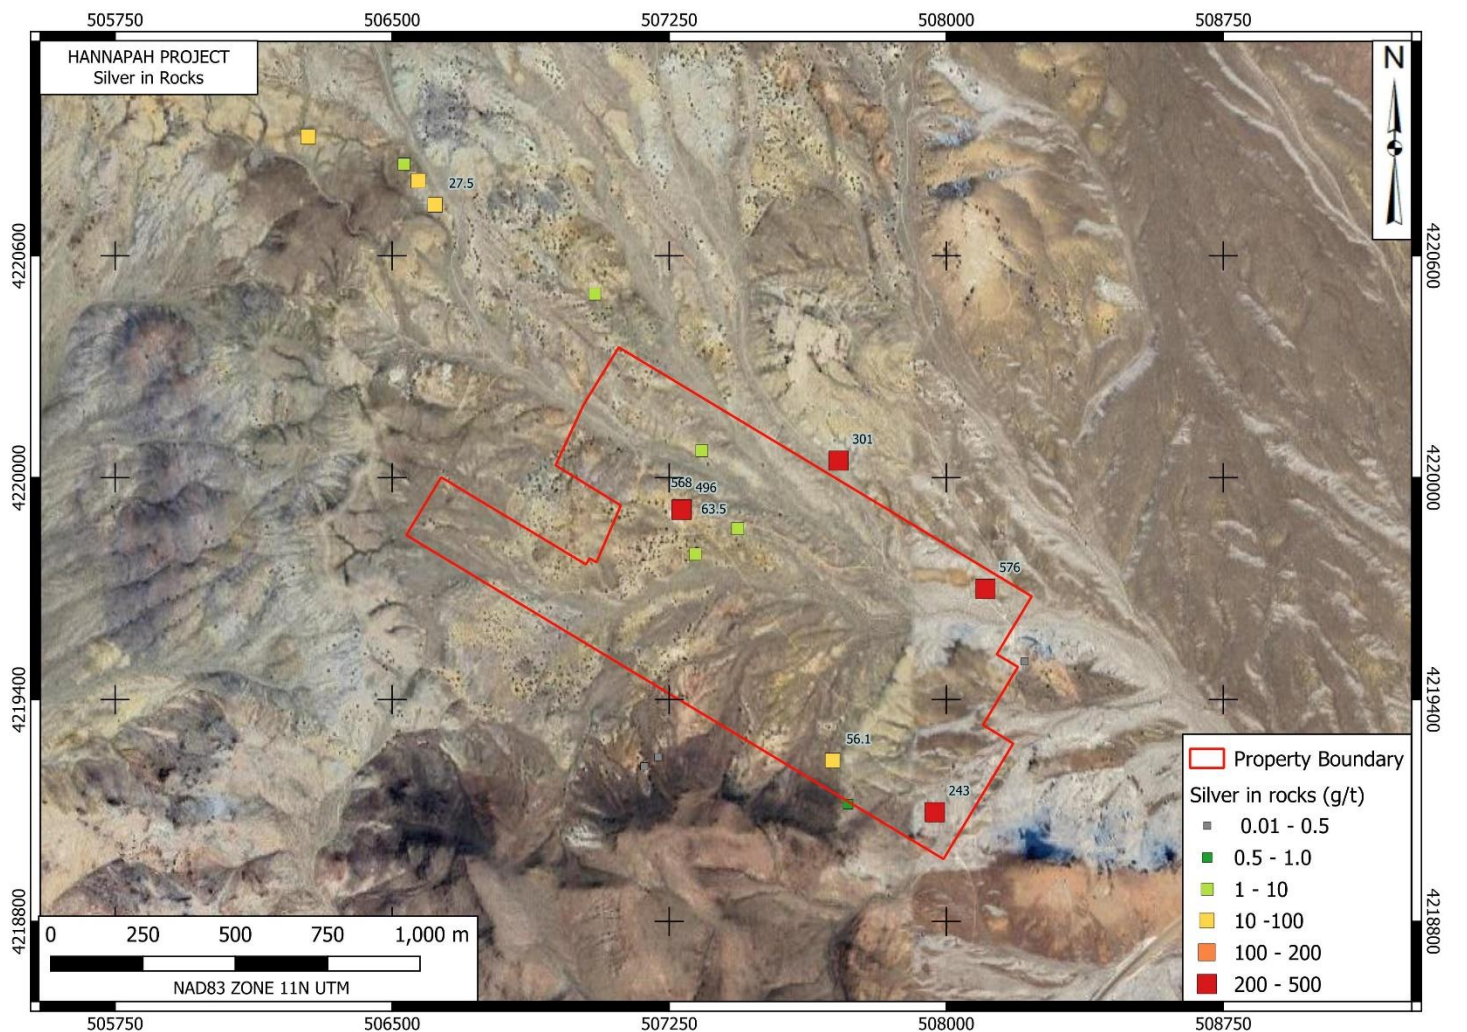 505750 506500 507250 508000 508750
HANNAPAH PROJECT
Silver in Rocks
N
27.5
4220600 4220600
301
568 496
4220000 4220000
63.5
576
4219400 4219400
56.1
243
Property Boundary
Silver in rocks (g/t)
0.01 - 0.5
0.5 - 1.0
1 - 10
10 -100
100 - 200
200 - 500
4218800 4218800
0 250 500 750 1,000 m
NAD83 ZONE 11N UTM
505750 506500 507250 508000 508750